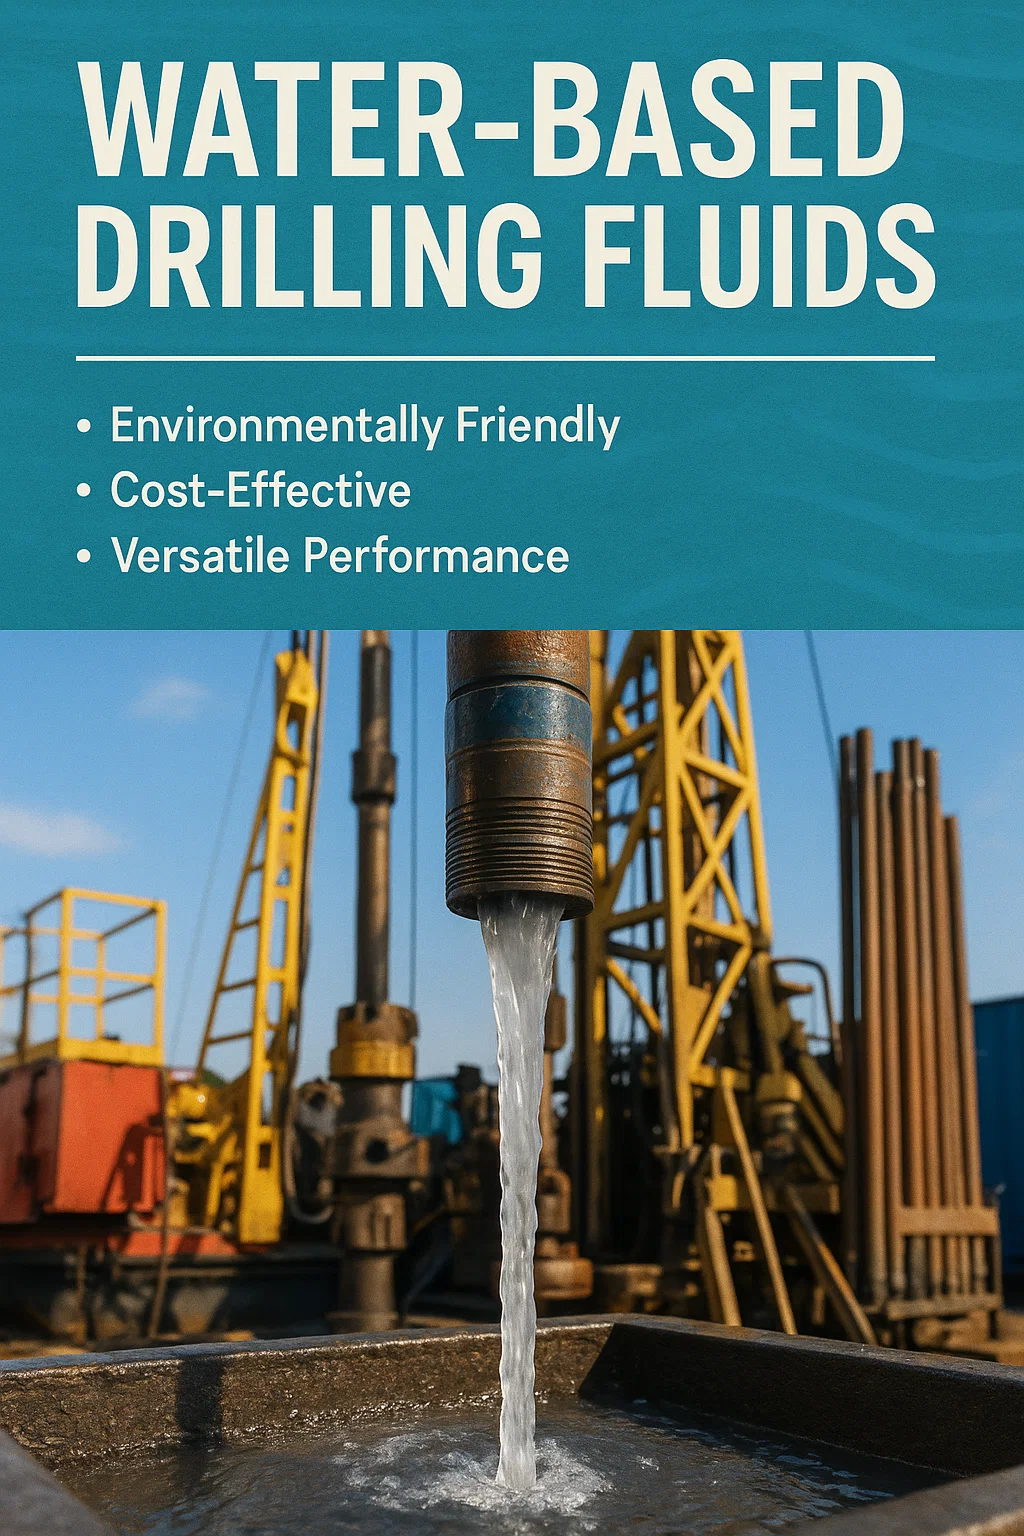 WATER-BASED
DRILLING FLUIDS
• Environmentally Friendly
• Cost-Effective
• Versatile Performance